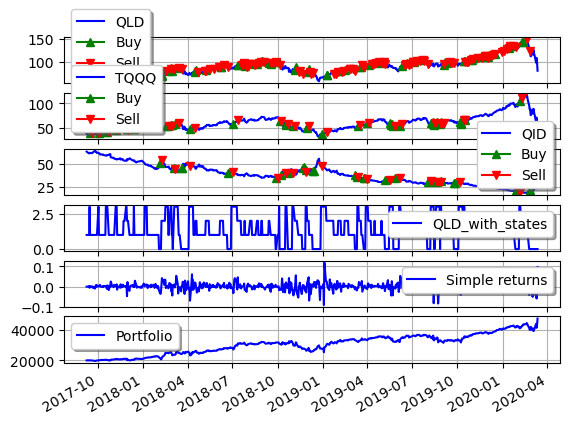 QLD
Buy
Sell
150
100
TQQQ
Buy
Sell
100
50
QID
Buy
Sell
50
25
QLD_with_states
2.5
0.0
Simple returns
0.1
0.0
−0.1
Portfolio
40000
20000
2017-10
2018-01
2018-04
2018-07
2018-10
2019-01
2019-04
2019-07
2019-10
2020-01
2020-04